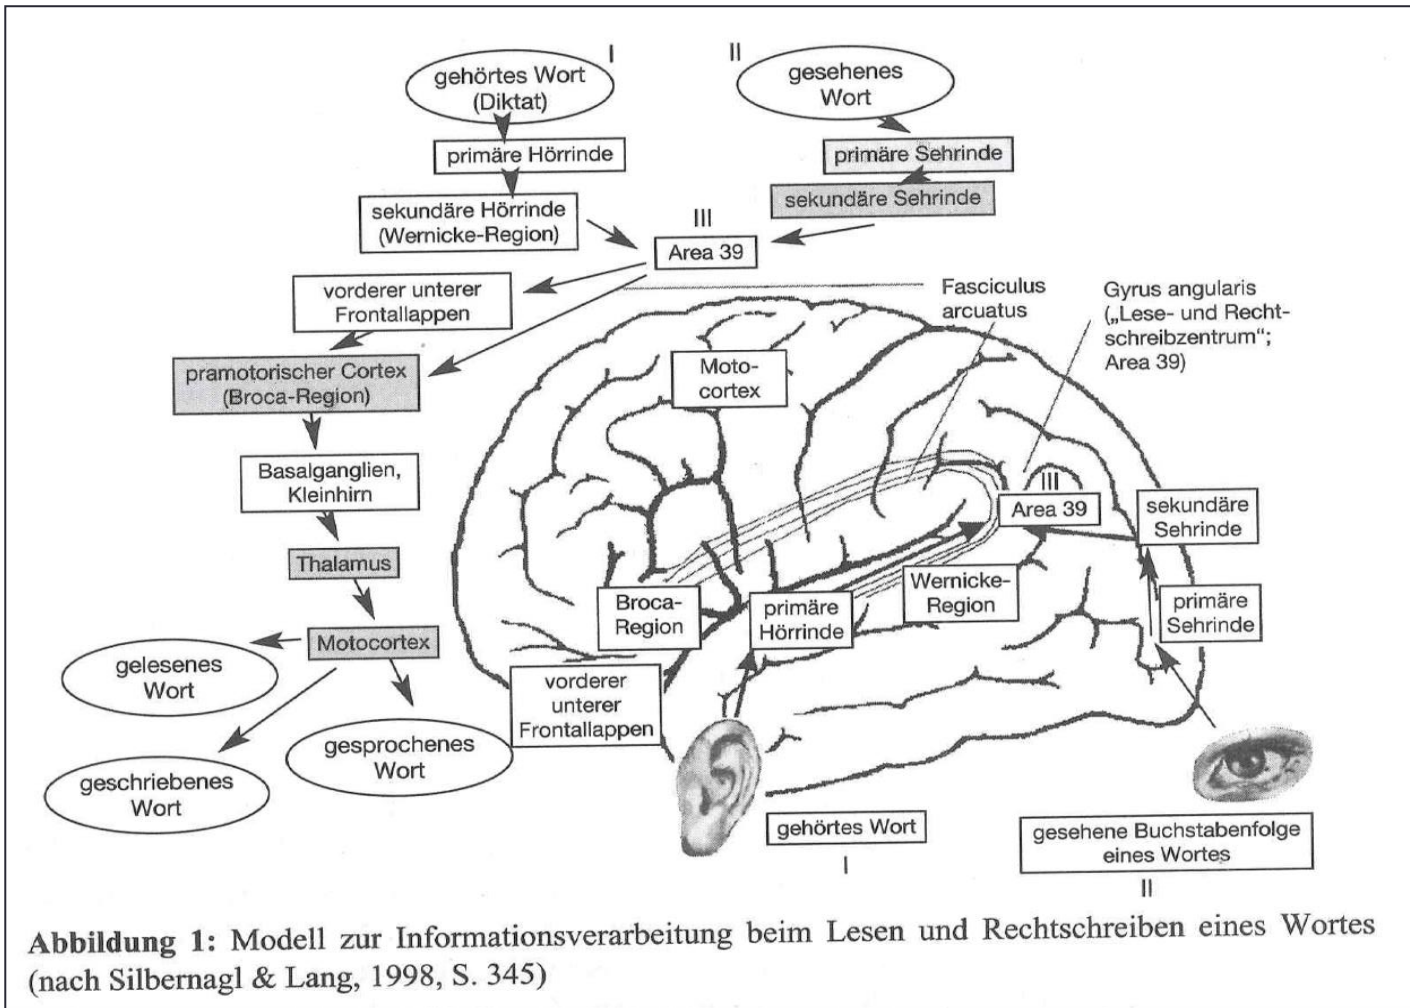 I
II
gehörtes Wort
(Diktat)
gesehenes
Wort
primäre Hörrinde
primäre Sehrinde
sekundäre Hörrinde
(Wernicke-Region)
sekundäre Sehrinde
III
Area 39
vorderer unterer
Frontallappen
Fasciculus
arcuatus
Gyrus angularis
(„Lese- und Recht-
schreibzentrum“;
Area 39)
pramotorischer Cortex
(Broca-Region)
Moto-
cortex
Basalganglien,
Kleinhirn
III
Area 39
sekundäre
Sehrinde
Thalamus
Broca-
Region
primäre
Hörrinde
Wernicke-
Region
primäre
Sehrinde
Motocortex
gelesenes
Wort
vorderer
unterer
Frontallappen
gesprochenes
Wort
geschriebenes
Wort
gehörtes Wort
I
gesehene Buchstabenfolge
eines Wortes
II
Abbildung 1: Modell zur Informationsverarbeitung beim Lesen und Rechtschreiben eines Wortes
(nach Silbernagl & Lang, 1998, S. 345)